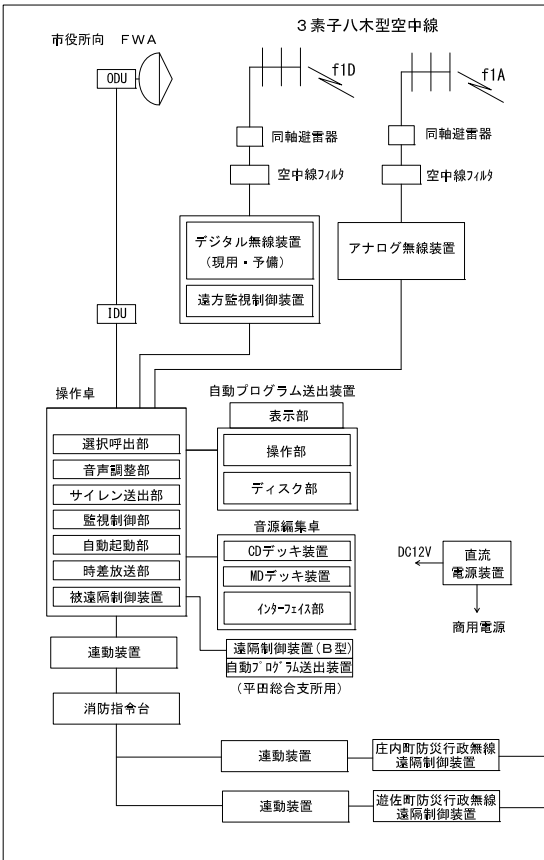 3素子八木型空中線
市役所向 FWA
ODU
f1D
f1A
同軸避雷器
同軸避雷器
空中線フィルタ
空中線フィルタ
デジタル無線装置
(現用・予備)
遠方監視制御装置
アナログ無線装置
IDU
操作卓
選択呼出部
音声調整部
サイレン送出部
監視制御部
自動起動部
時差放送部
被遠隔制御装置
自動プログラム送出装置
表示部
操作部
ディスク部
音源編集卓
CDデッキ装置
MDデッキ装置
インターフェイス部
DC12V
直流
電源装置
商用電源
遠隔制御装置(B型)
自動プログラム送出装置
(平田総合支所用)
連動装置
消防指令台
連動装置
庄内町防災行政無線
遠隔制御装置
連動装置
遊佐町防災行政無線
遠隔制御装置